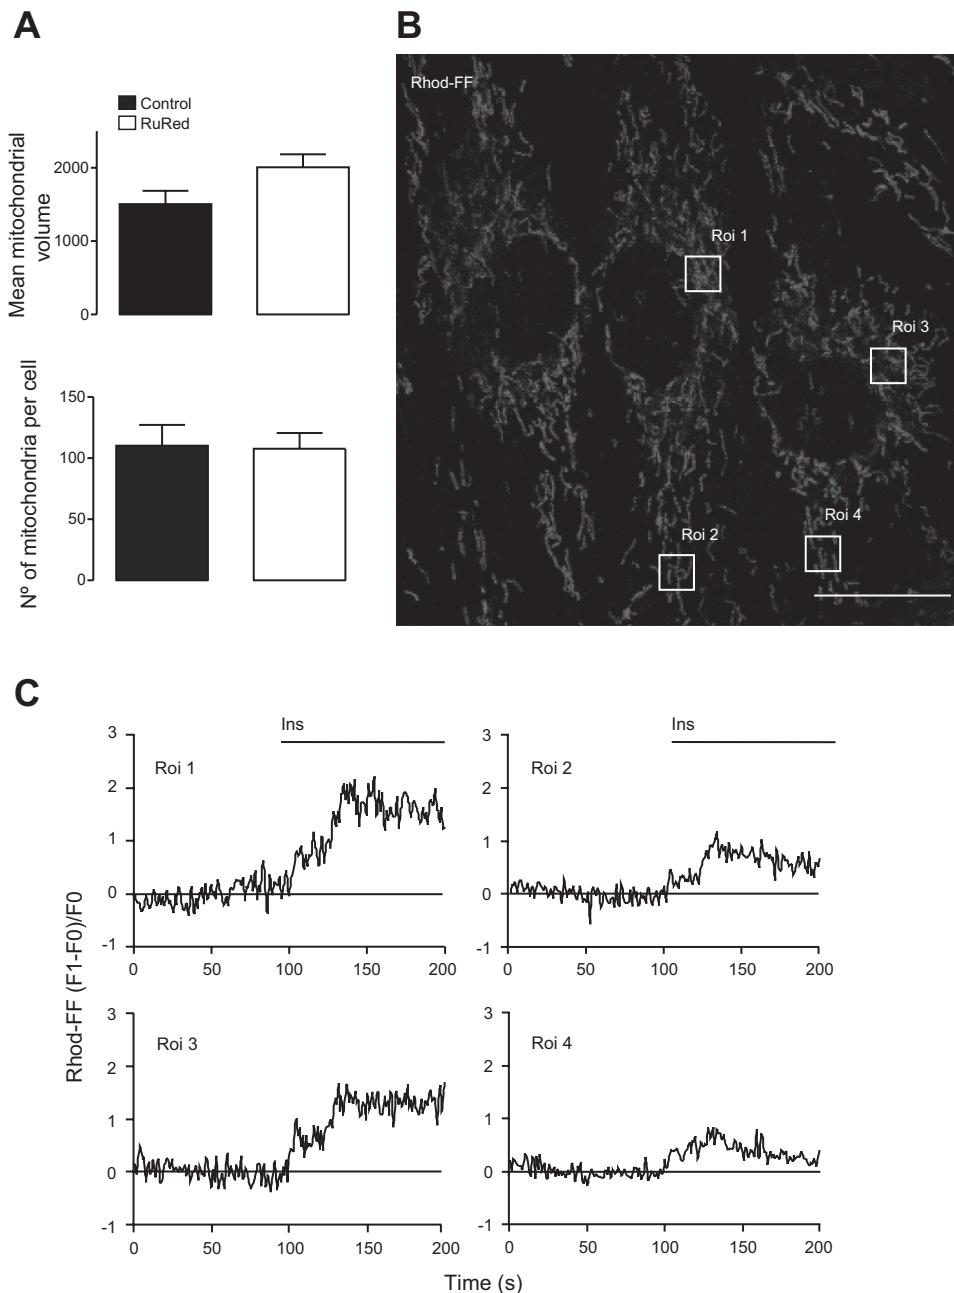 A
Control
RuRed
Mean mitochondrial
volume
2000
1000
0
Nº of mitochondria per cell
150
100
50
0
B
Rhod-FF
Roi 1
Roi 3
Roi 2
Roi 4
C
Rhod-FF (F1-F0)/F0
Ins
Roi 1
3
2
1
0
-1
0 50 100 150 200
Ins
Roi 2
3
2
1
0
-1
0 50 100 150 200
Roi 3
3
2
1
0
-1
0 50 100 150 200
Roi 4
3
2
1
0
-1
0 50 100 150 200
Time (s)